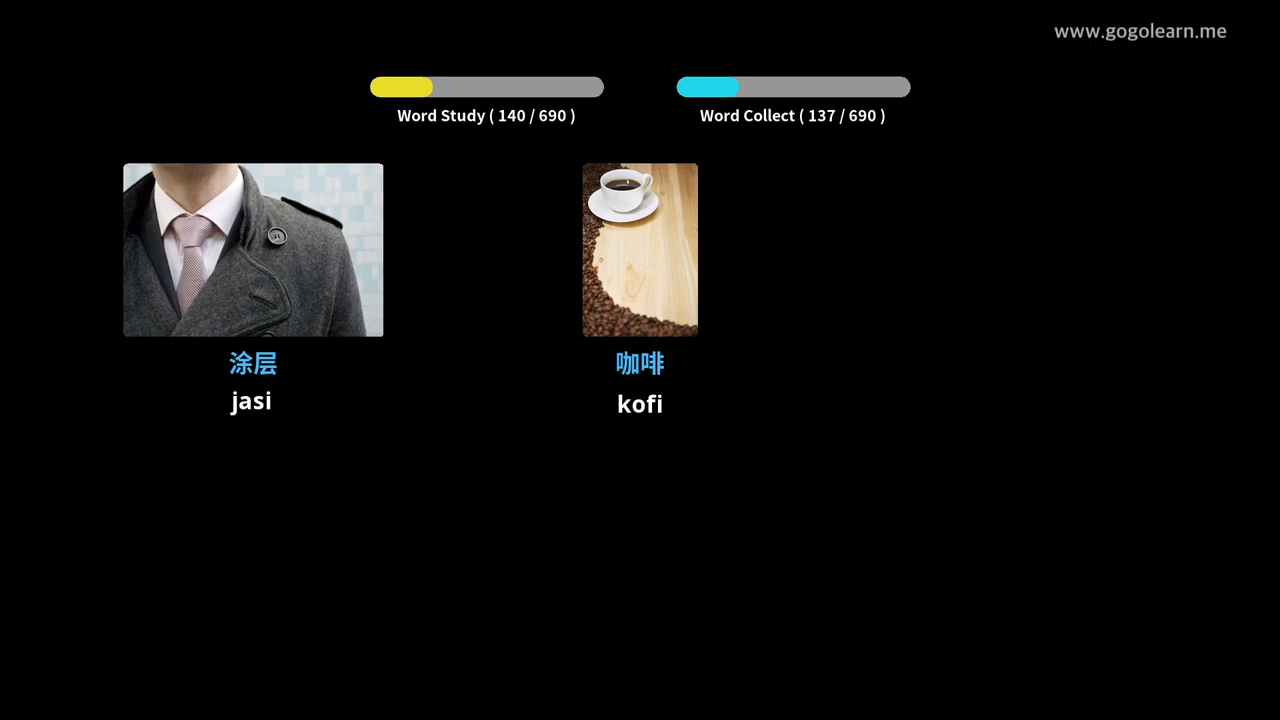 www.gogolearn.me
Word Study ( 140 / 690 )
Word Collect ( 137 / 690 )
涂层
jasi
咖啡
kofi